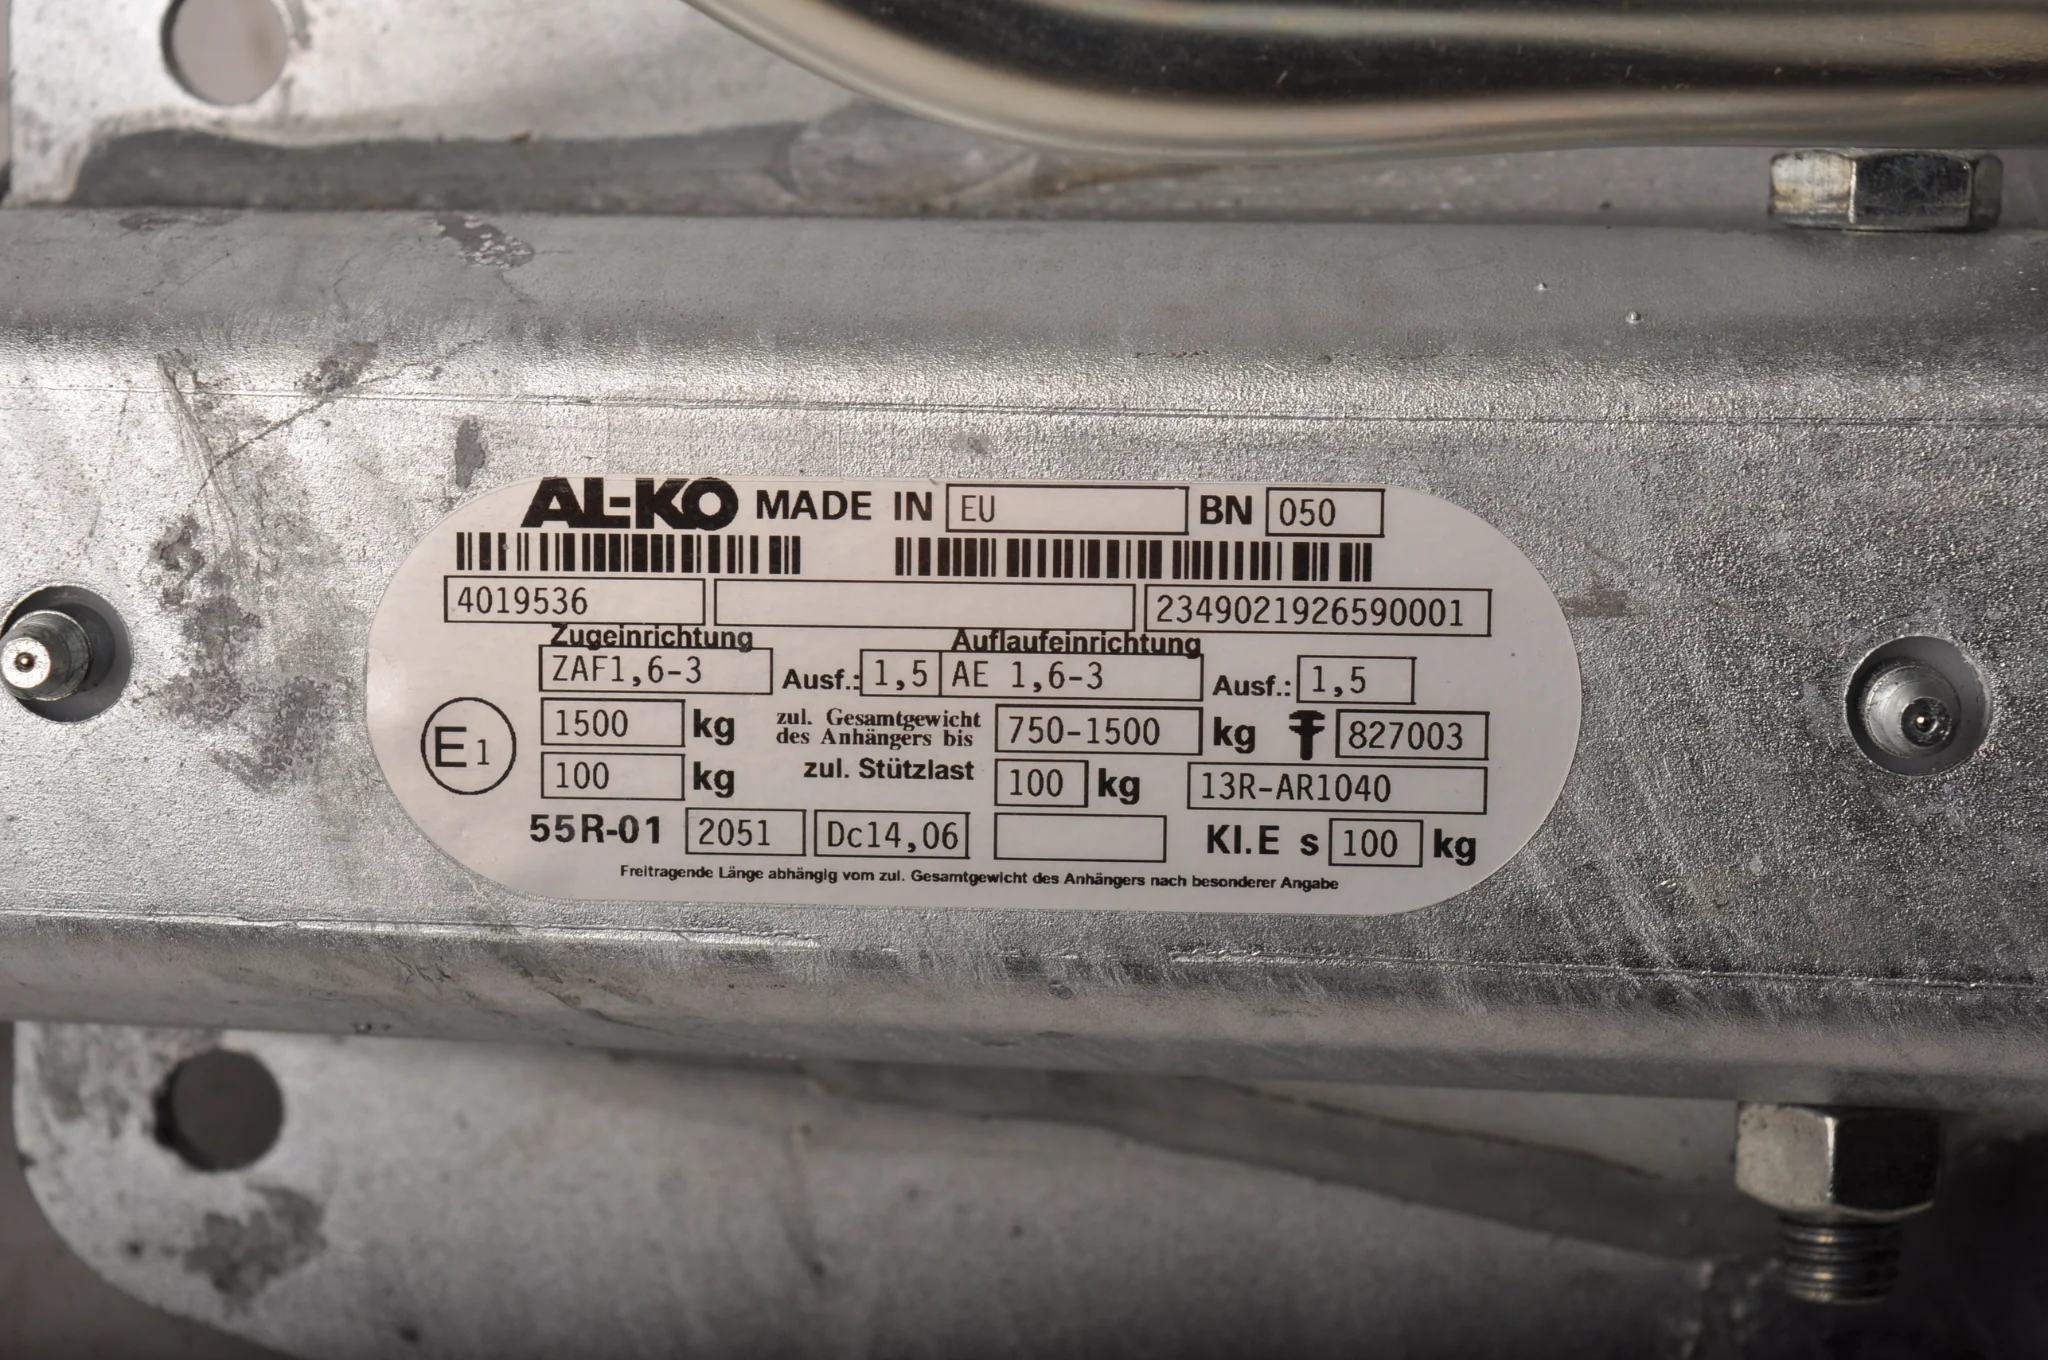 AL-KO MADE IN EU BN 050
4019536 2349021926590001
Zugeinrichtung Auflaufeinrichtung
ZAF1,6-3 Ausf.: 1,5 AE 1,6-3 Ausf.: 1,5
E1 1500 kg zul. Gesamtgewicht des Anhängers bis 750-1500 kg 827003
100 kg zul. Stützlast 100 kg 13R-AR1040
55R-01 2051 Dc14,06 Kl.E s 100 kg
Freitragende Länge abhängig vom zul. Gesamtgewicht des Anhängers nach besonderer Angabe